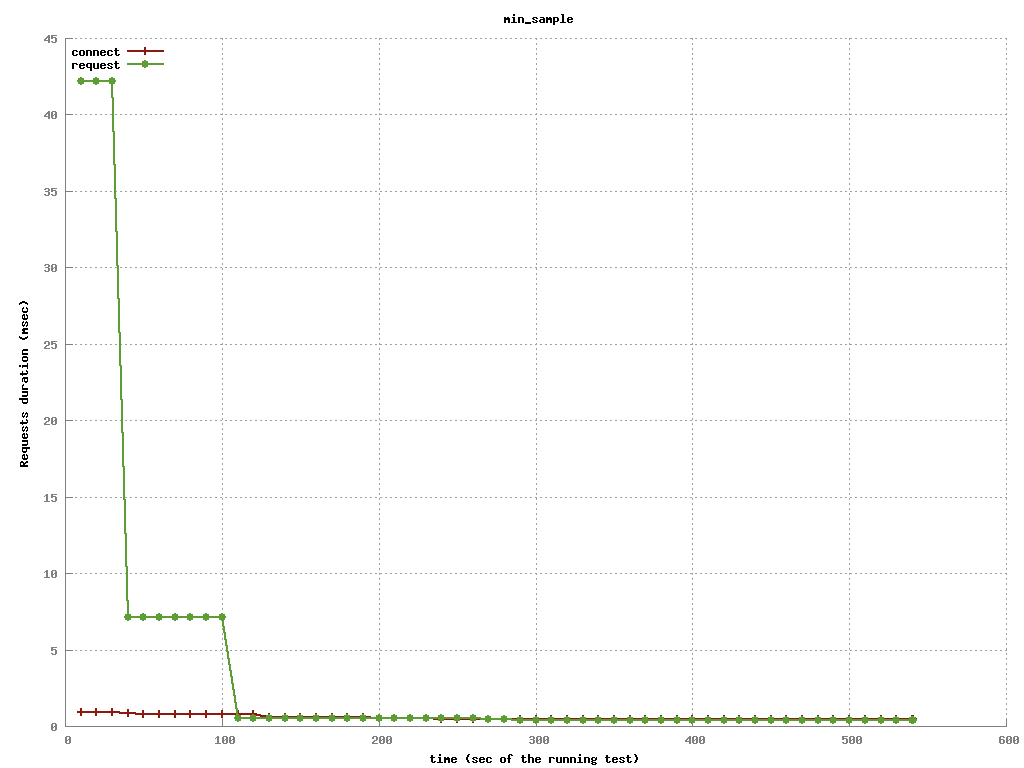 min_sample
connect
request
45
40
35
30
25
20
15
10
5
0
Requests duration (msec)
0 100 200 300 400 500 600
time (sec of the running test)